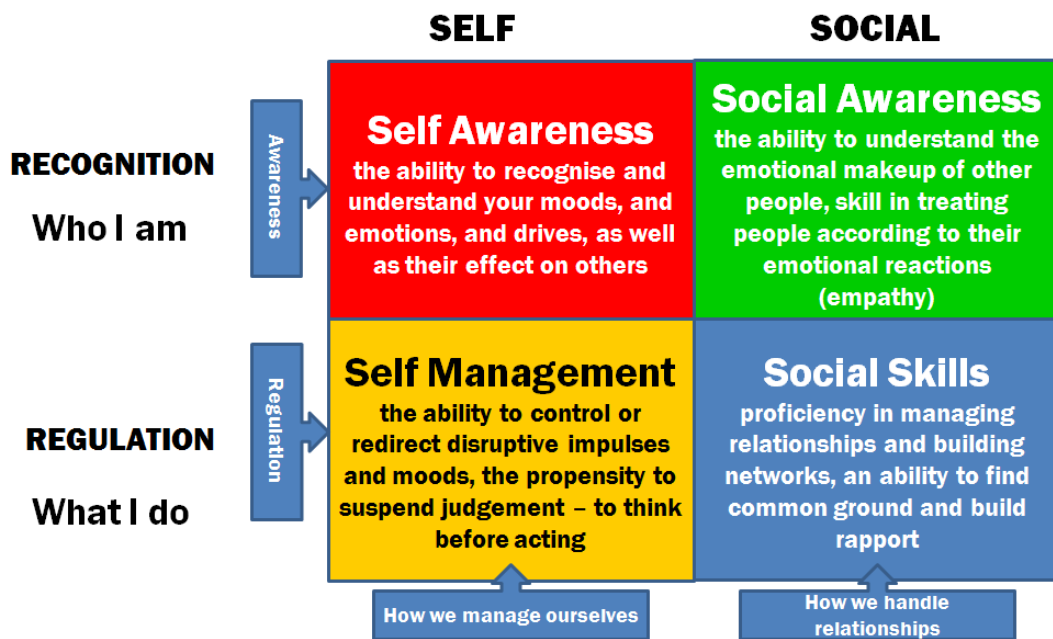 SELF
SOCIAL
RECOGNITION
Who I am
Awareness
Self Awareness
the ability to recognise and
understand your moods, and
emotions, and drives, as well
as their effect on others
Social Awareness
the ability to understand the
emotional makeup of other
people, skill in treating
people according to their
emotional reactions
(empathy)
REGULATION
What I do
Regulation
Self Management
the ability to control or
redirect disruptive impulses
and moods, the propensity to
suspend judgement – to think
before acting
Social Skills
proficiency in managing
relationships and building
networks, an ability to find
common ground and build
rapport
How we manage ourselves
How we handle
relationships